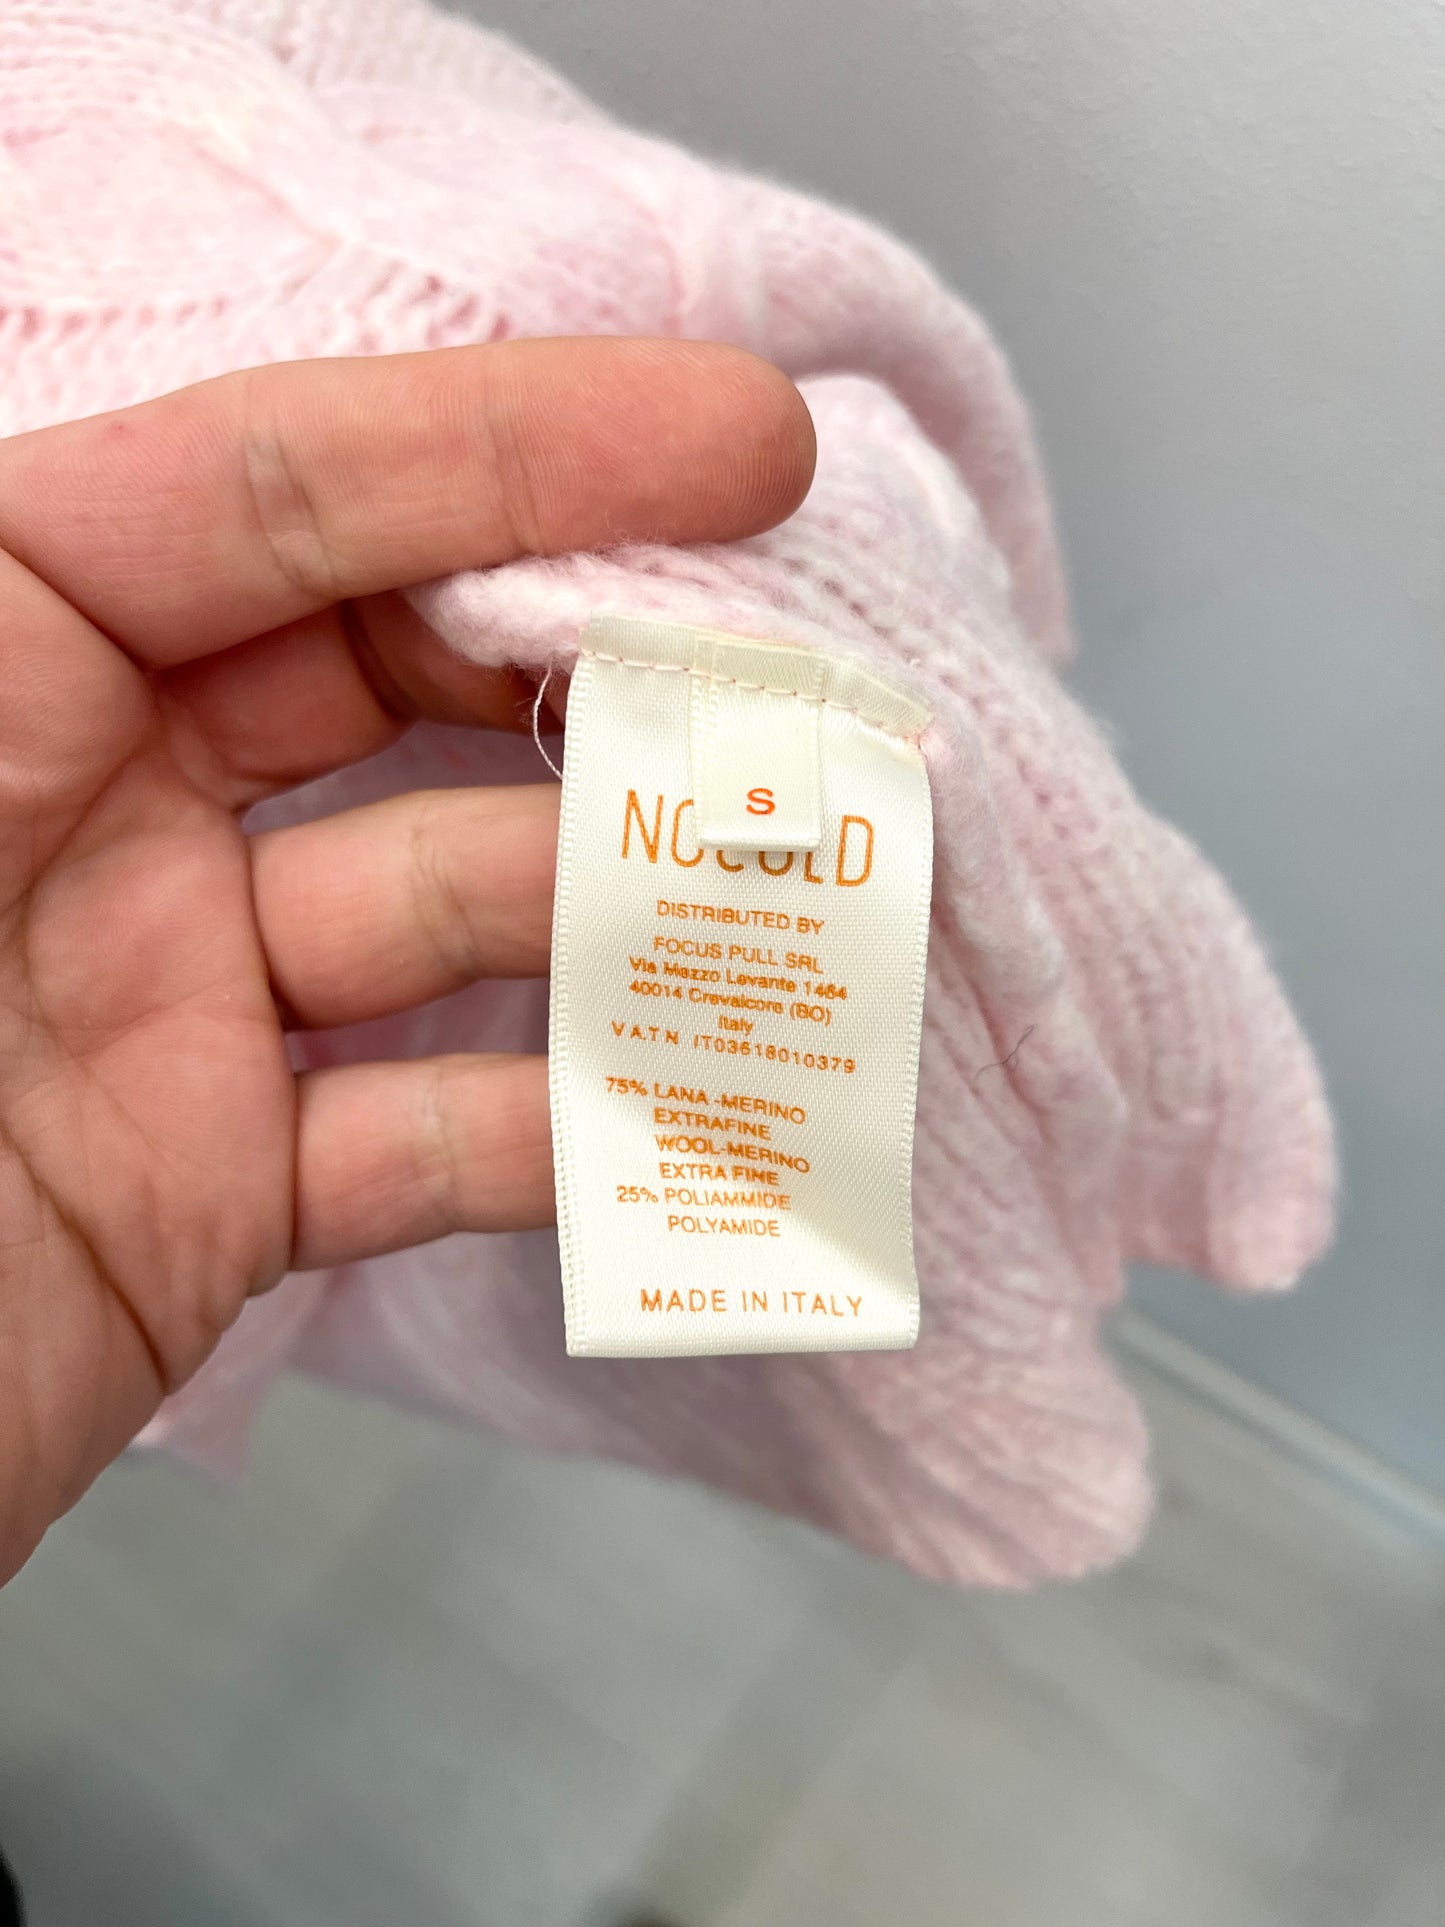 S
NOCOLD
DISTRIBUTED BY
FOCUS PULL SRL
Via Mezzo Levante 1464
40014 Crevalcore (BO)
Italy
V A.T N IT03618010379
75% LANA -MERINO
EXTRAFINE
WOOL-MERINO
EXTRA FINE
25% POLIAMMIDE
POLYAMIDE
MADE IN ITALY